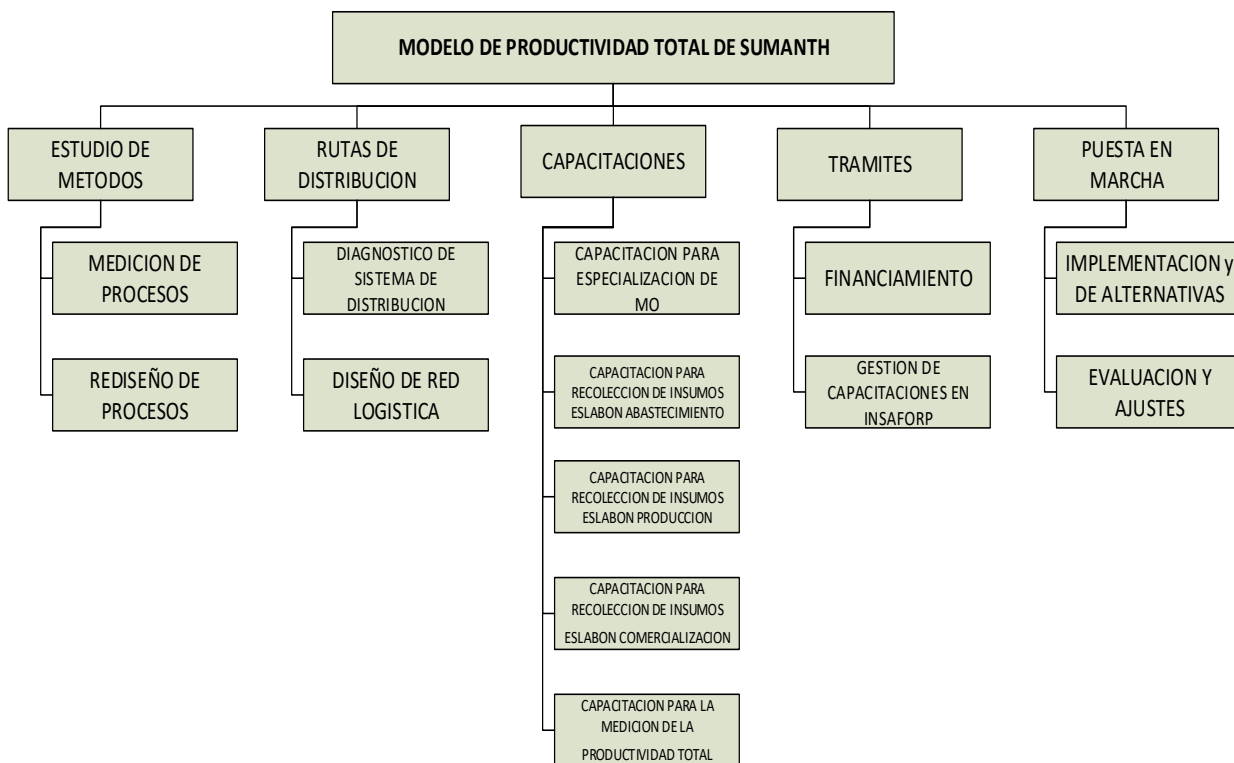 MODELO DE PRODUCTIVIDAD TOTAL DE SUMANTH
ESTUDIO DE
METODOS
MEDICION DE
PROCESOS
REDISEÑO DE
PROCESOS
RUTAS DE
DISTRIBUCION
DIAGNOSTICO DE
SISTEMA DE
DISTRIBUCION
DISEÑO DE RED
LOGISTICA
CAPACITACIONES
CAPACITACION PARA
ESPECIALIZACION DE
MO
CAPACITACION PARA
RECOLECCION DE INSUMOS
ESLABON ABASTECIMIENTO
CAPACITACION PARA
RECOLECCION DE INSUMOS
ESLABON PRODUCCION
CAPACITACION PARA
RECOLECCION DE INSUMOS
ESLABON COMERCIALIZACION
CAPACITACION PARA LA
MEDICION DE LA
PRODUCTIVIDAD TOTAL
TRAMITES
FINANCIAMIENTO
GESTION DE
CAPACITACIONES EN
INSAFORP
PUESTA EN
MARCHA
IMPLEMENTACION y
DE ALTERNATIVAS
EVALUACION Y
AJUSTES